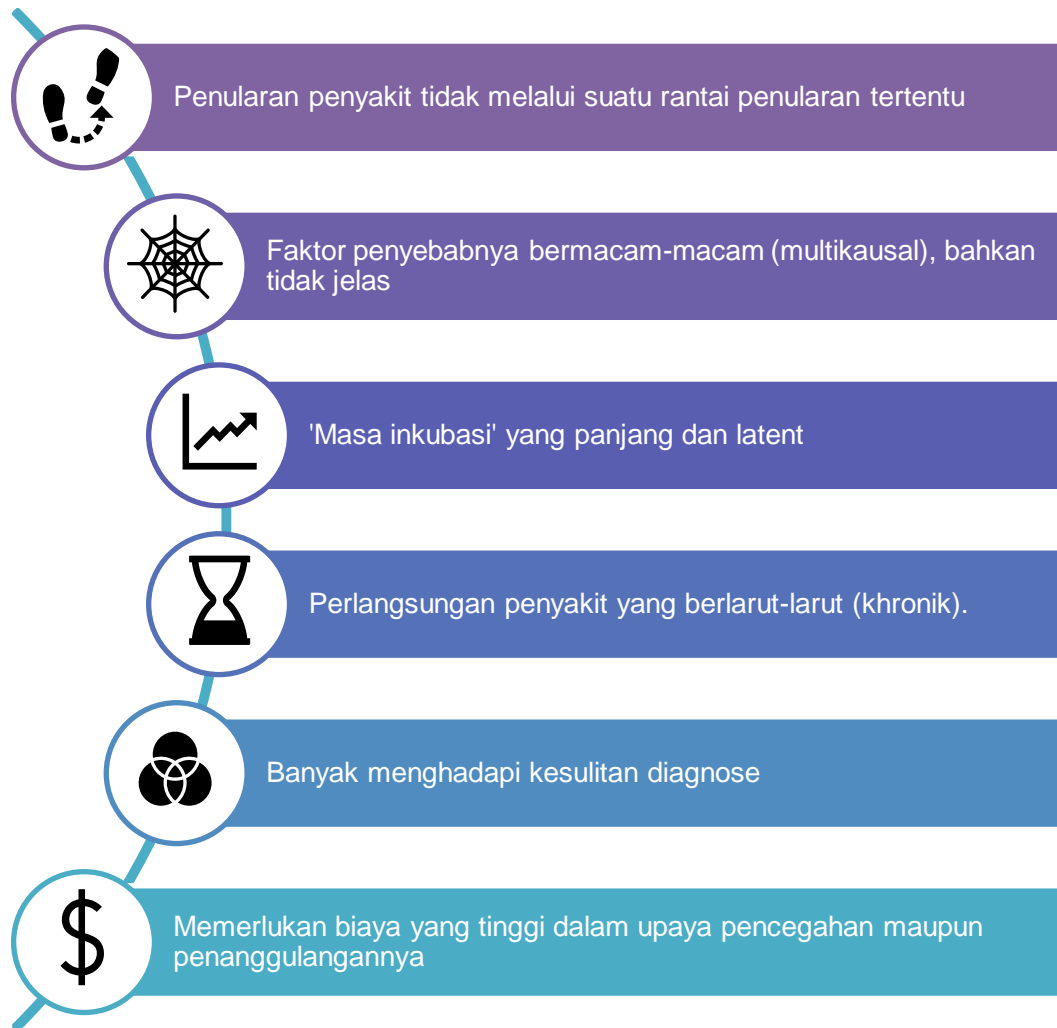 Penularan penyakit tidak melalui suatu rantai penularan tertentu
Faktor penyebabnya bermacam-macam (multikausal), bahkan
tidak jelas
'Masa inkubasi' yang panjang dan latent
Perlangsungan penyakit yang berlarut-larut (khronik).
Banyak menghadapi kesulitan diagnose
Memerlukan biaya yang tinggi dalam upaya pencegahan maupun
penanggulangannya